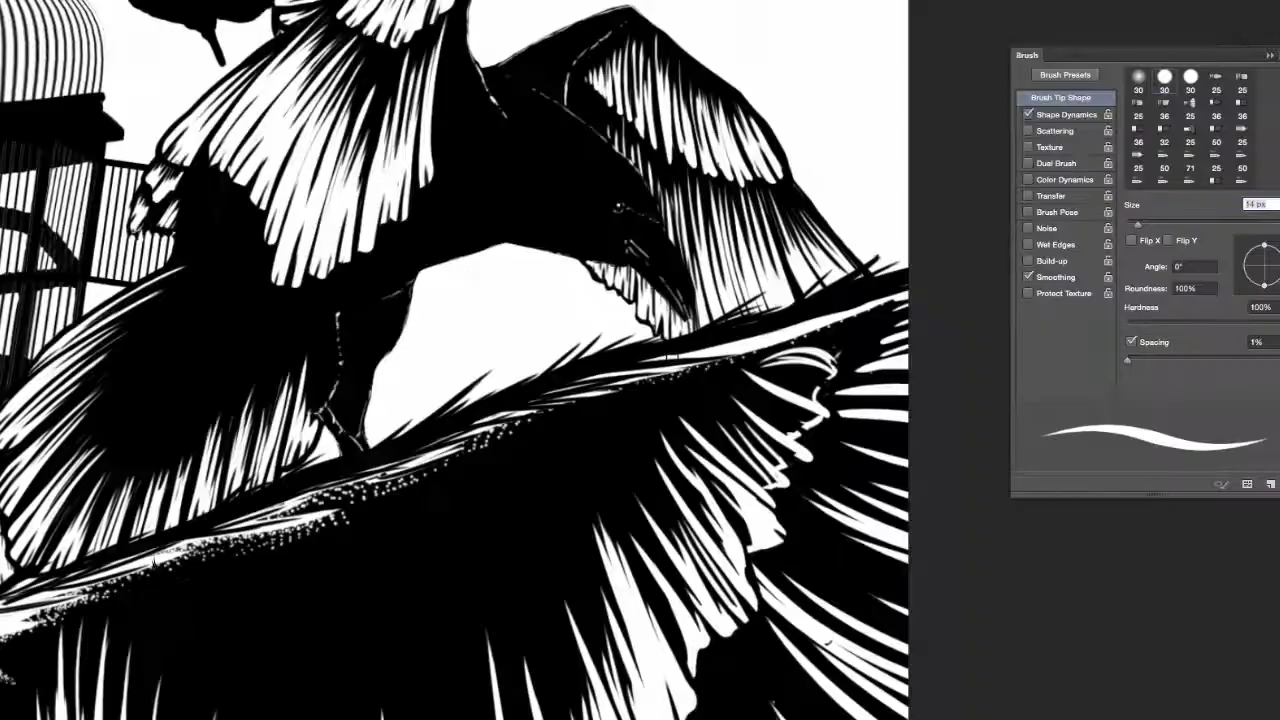 Brush
Brush Presets
30 30 30 25 25
Brush Tip Shape
Shape Dynamics
25 36 25 36 36
Scattering
36 32 25 50 25
Texture
Dual Brush
25 50 71 25 50
Color Dynamics
Transfer
Size 14 px
Brush Pose
Noise
Flip X Flip Y
Wet Edges
Build-up
Angle: 0°
Smoothing
Roundness: 100%
Protect Texture
Hardness 100%
Spacing 1%